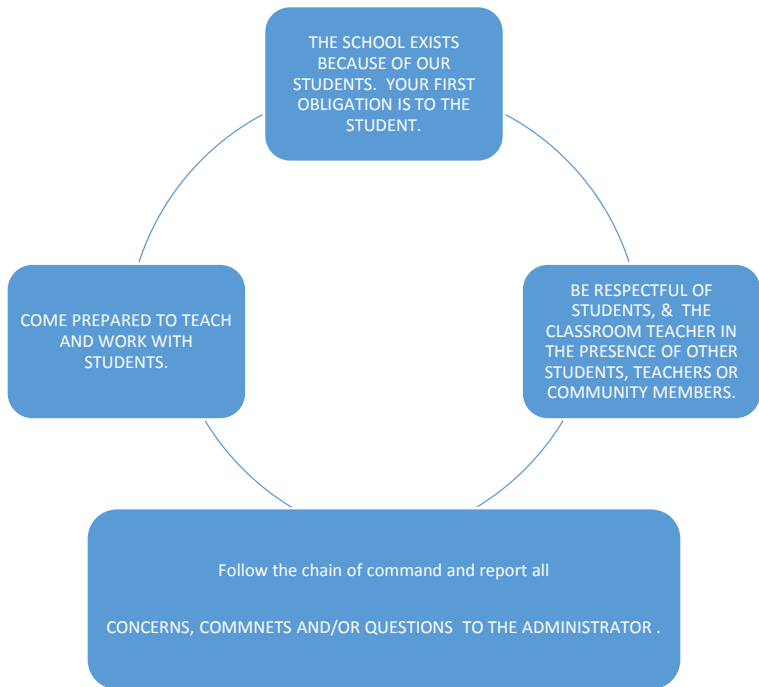 THE SCHOOL EXISTS
BECAUSE OF OUR
STUDENTS.  YOUR FIRST
OBLIGATION IS TO THE
STUDENT.
BE RESPECTFUL OF
STUDENTS, &  THE
CLASSROOM TEACHER IN
THE PRESENCE OF OTHER
STUDENTS, TEACHERS OR
COMMUNITY MEMBERS.
Follow the chain of command and report all
CONCERNS, COMMNETS AND/OR QUESTIONS  TO THE ADMINISTRATOR .
COME PREPARED TO TEACH
AND WORK WITH
STUDENTS.